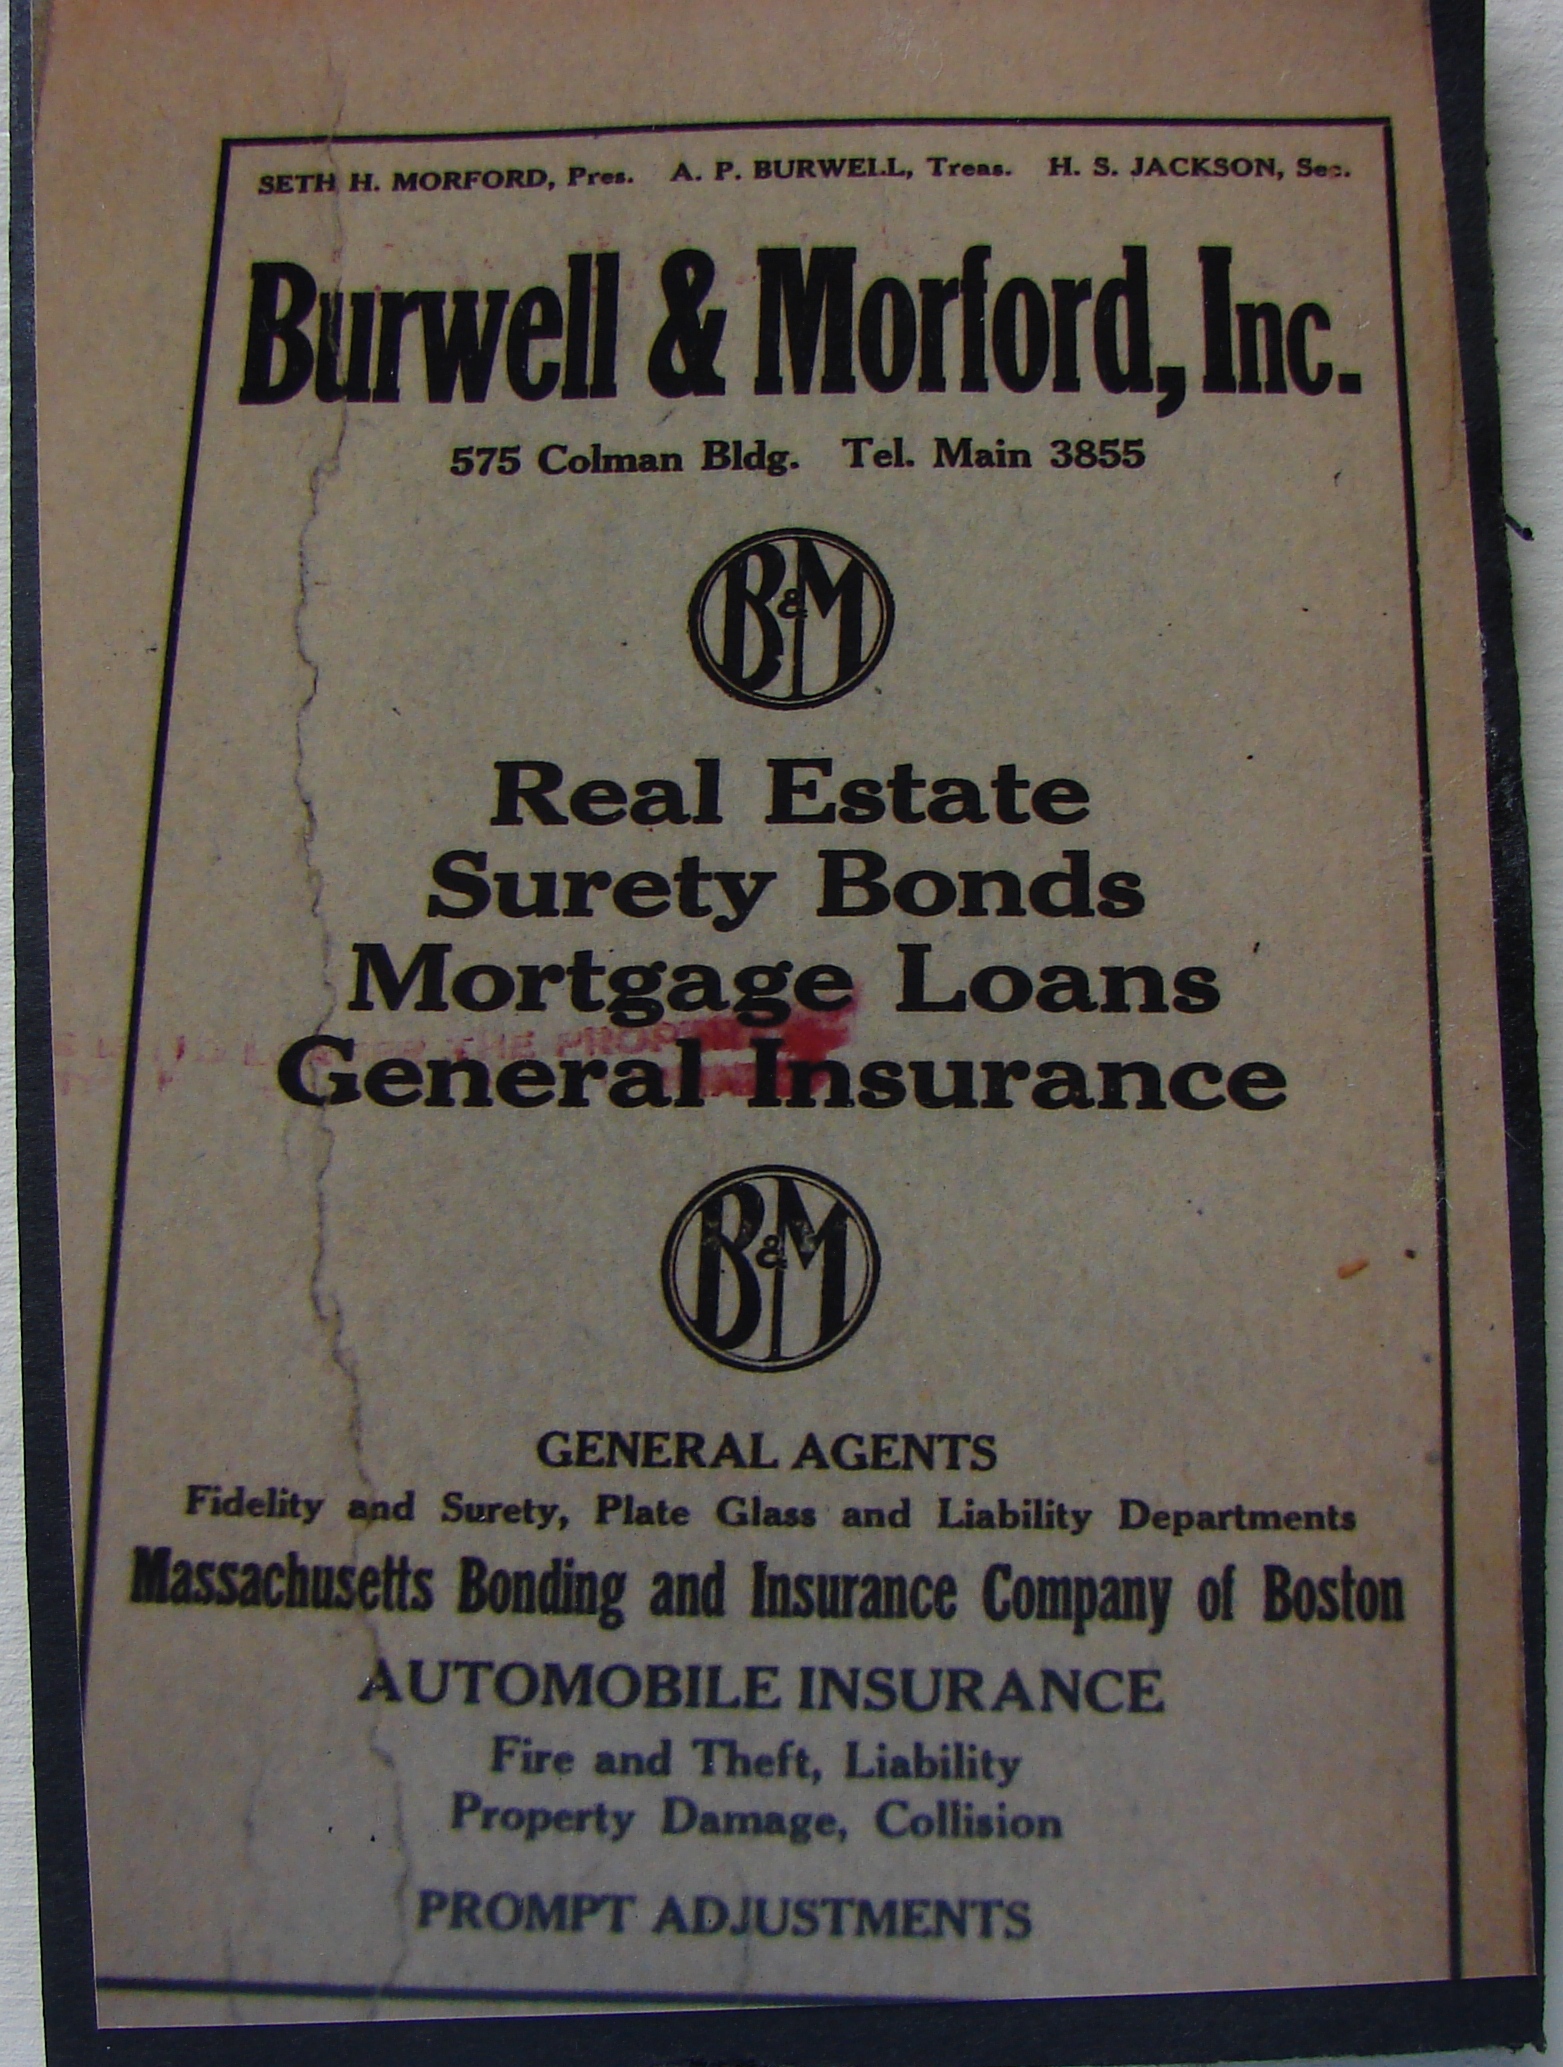 SETH H. MORFORD, Pres. A. P. BURWELL, Treas. H. S. JACKSON, Sec.
Burwell & Morford, Inc.
575 Colman Bldg. Tel. Main 3855
B&M
Real Estate
Surety Bonds
Mortgage Loans
THE
General Insurance
B&M
GENERAL AGENTS
Fidelity and Surety, Plate Glass and Liability Departments
Massachusetts Bonding and Insurance Company of Boston
AUTOMOBILE INSURANCE
Fire and Theft, Liability
Property Damage, Collision
PROMPT ADJUSTMENTS